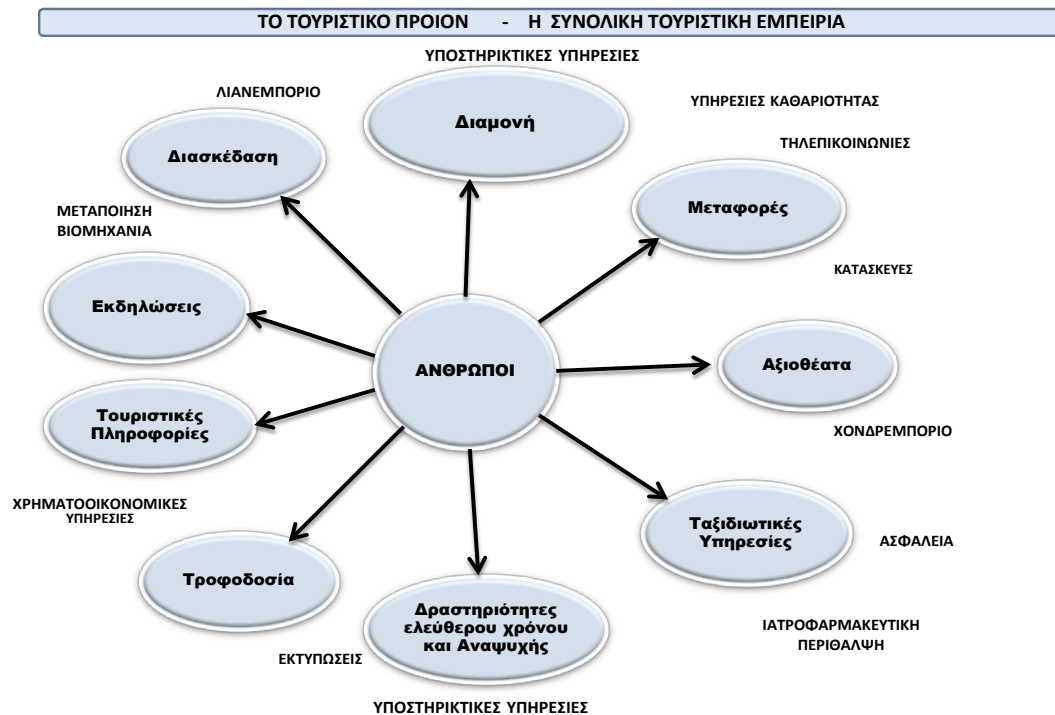 ΤΟ ΤΟΥΡΙΣΤΙΚΟ ΠΡΟΙΟΝ - Η ΣΥΝΟΛΙΚΗ ΤΟΥΡΙΣΤΙΚΗ ΕΜΠΕΙΡΙΑ
ΥΠΟΣΤΗΡΙΚΤΙΚΕΣ ΥΠΗΡΕΣΙΕΣ
ΛΙΑΝΕΜΠΟΡΙΟ
ΥΠΗΡΕΣΙΕΣ ΚΑΘΑΡΙΟΤΗΤΑΣ
Διαμονή
ΤΗΛΕΠΙΚΟΙΝΩΝΙΕΣ
Διασκέδαση
Μεταφορές
ΜΕΤΑΠΟΙΗΣΗ
ΒΙΟΜΗΧΑΝΙΑ
ΚΑΤΑΣΚΕΥΕΣ
Εκδηλώσεις
ΑΝΘΡΩΠΟΙ
Αξιοθέατα
Τουριστικές
Πληροφορίες
ΧΟΝΔΡΕΜΠΟΡΙΟ
ΧΡΗΜΑΤΟΟΙΚΟΝΟΜΙΚΕΣ
ΥΠΗΡΕΣΙΕΣ
Ταξιδιωτικές
Υπηρεσίες
ΑΣΦΑΛΕΙΑ
Τροφοδοσία
Δραστηριότητες
ελεύθερου χρόνου
και Αναψυχής
ΙΑΤΡΟΦΑΡΜΑΚΕΥΤΙΚΗ
ΠΕΡΙΘΑΛΨΗ
ΕΚΤΥΠΩΣΕΙΣ
ΥΠΟΣΤΗΡΙΚΤΙΚΕΣ ΥΠΗΡΕΣΙΕΣ